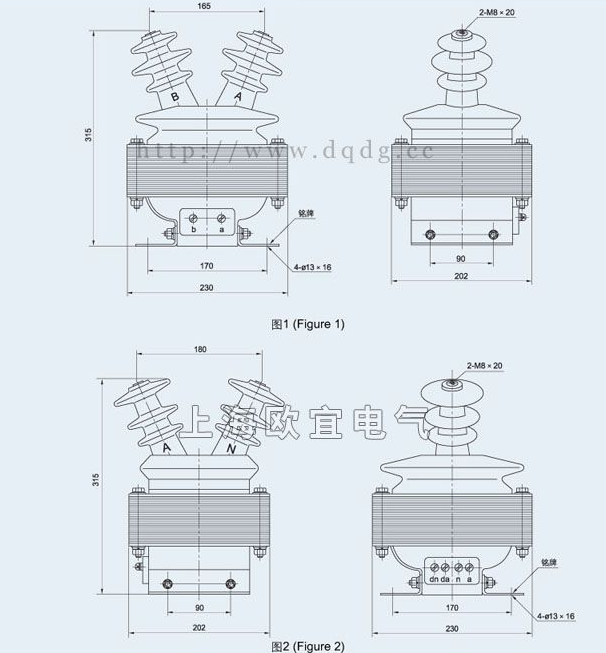 165
2-M8×20
B A
315
http://www.dqdg.cc
b a
铭牌
170
4-ø13×16
230
90
202
图1 (Figure 1)
180
2-M8×20
上海欧宜电气
A N
315
dn da n a
铭牌
90
202
170
4-ø13×16
230
图2 (Figure 2)